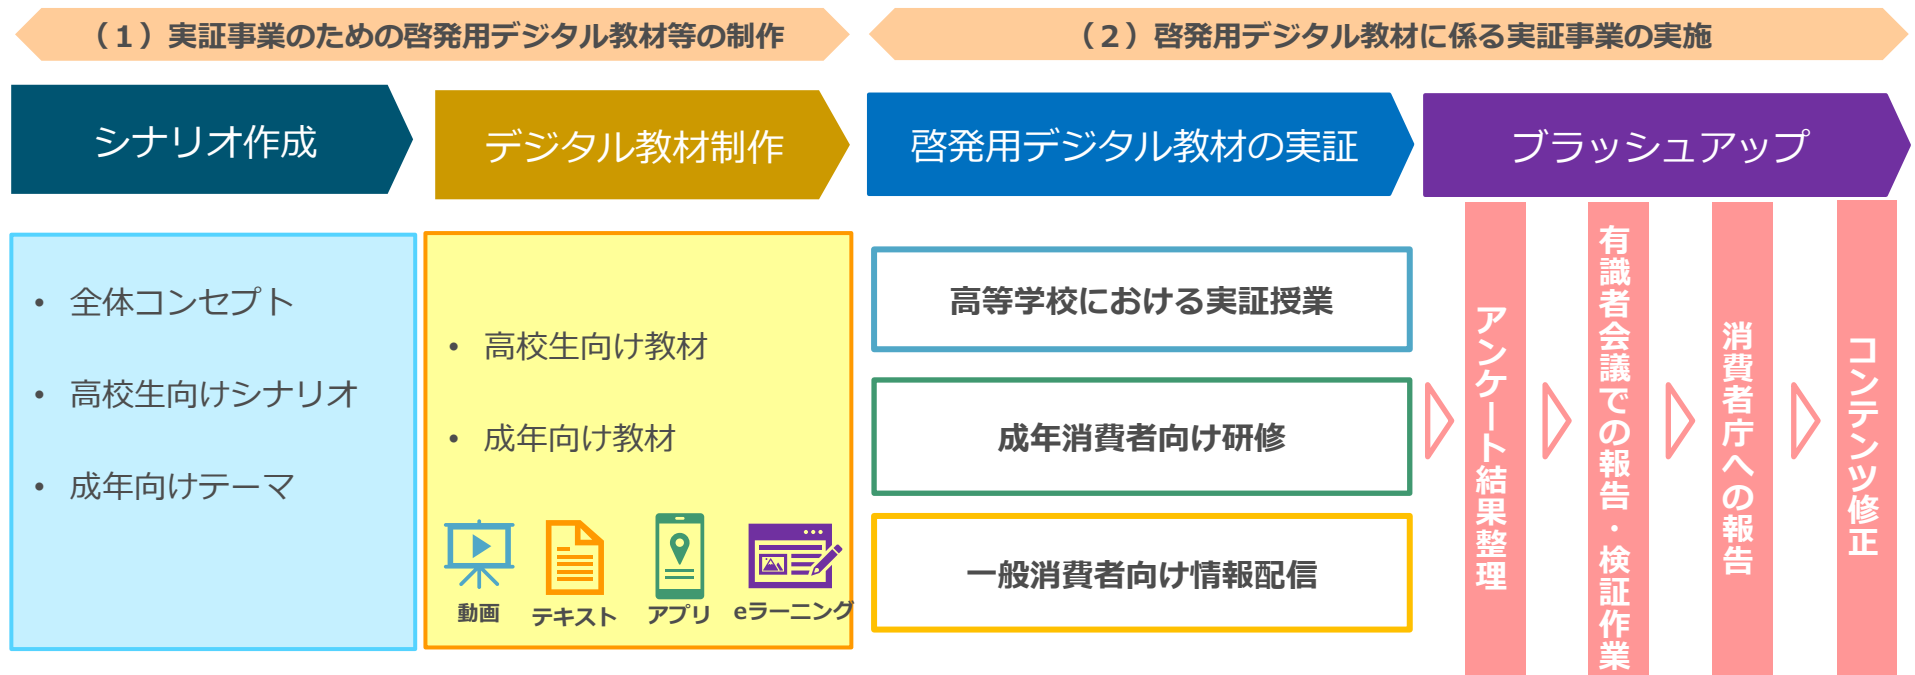 （１）実証事業のための啓発用デジタル教材等の制作
（２）啓発用デジタル教材に係る実証事業の実施
シナリオ作成
デジタル教材制作
啓発用デジタル教材の実証
ブラッシュアップ
• 全体コンセプト
• 高校生向けシナリオ
• 成年向けテーマ
• 高校生向け教材
• 成年向け教材
動画
テキスト
アプリ
eラーニング
高等学校における実証授業
成年消費者向け研修
一般消費者向け情報配信
アンケート結果整理
有識者会議での報告・検証作業
消費者庁への報告
コンテンツ修正